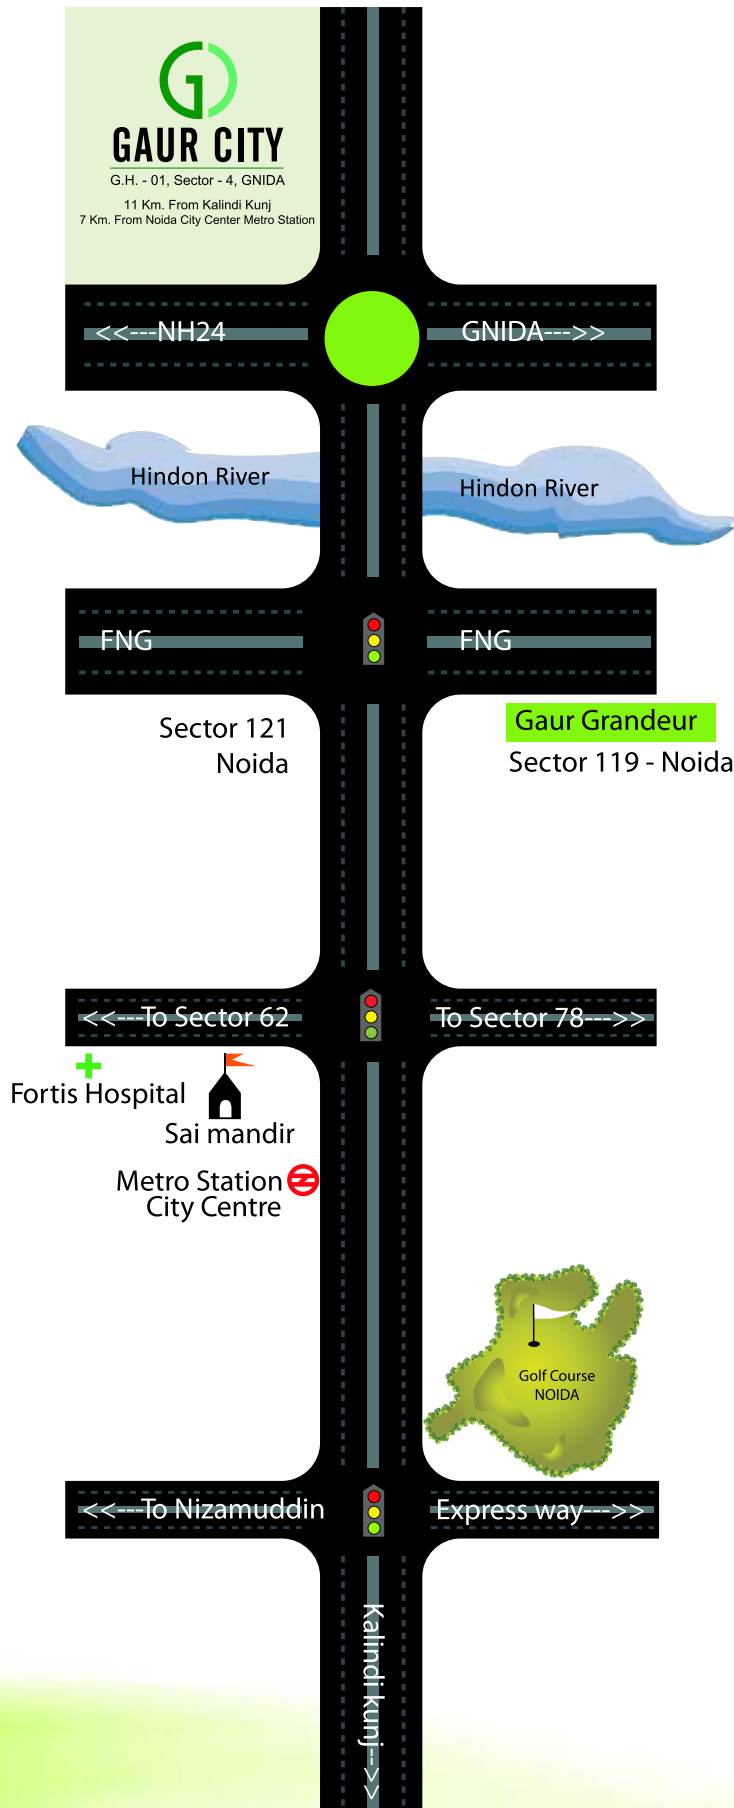 GAUR CITY
G.H. - 01, Sector - 4, GNIDA
11 Km. From Kalindi Kunj
7 Km. From Noida City Center Metro Station
<<---NH24
GNIDA--->>
Hindon River
Hindon River
FNG
FNG
Sector 121
Noida
Gaur Grandeur
Sector 119 - Noida
<<---To Sector 62
To Sector 78--->>
Fortis Hospital
Sai mandir
Metro Station
City Centre
Golf Course
NOIDA
<<---To Nizamuddin
Express way--->>
Kalindi kunj-->>